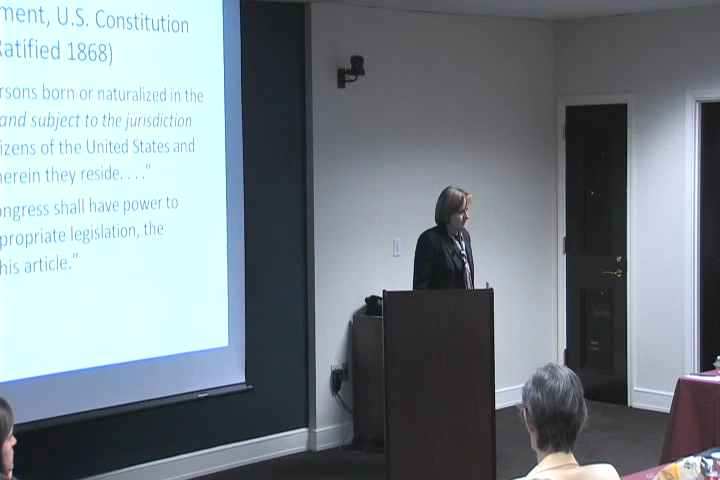 ment, U.S. Constitution
Ratified 1868)
rsons born or naturalized in the
and subject to the jurisdiction
izens of the United States and
herein they reside. . . ."
ongress shall have power to
propriate legislation, the
his article."